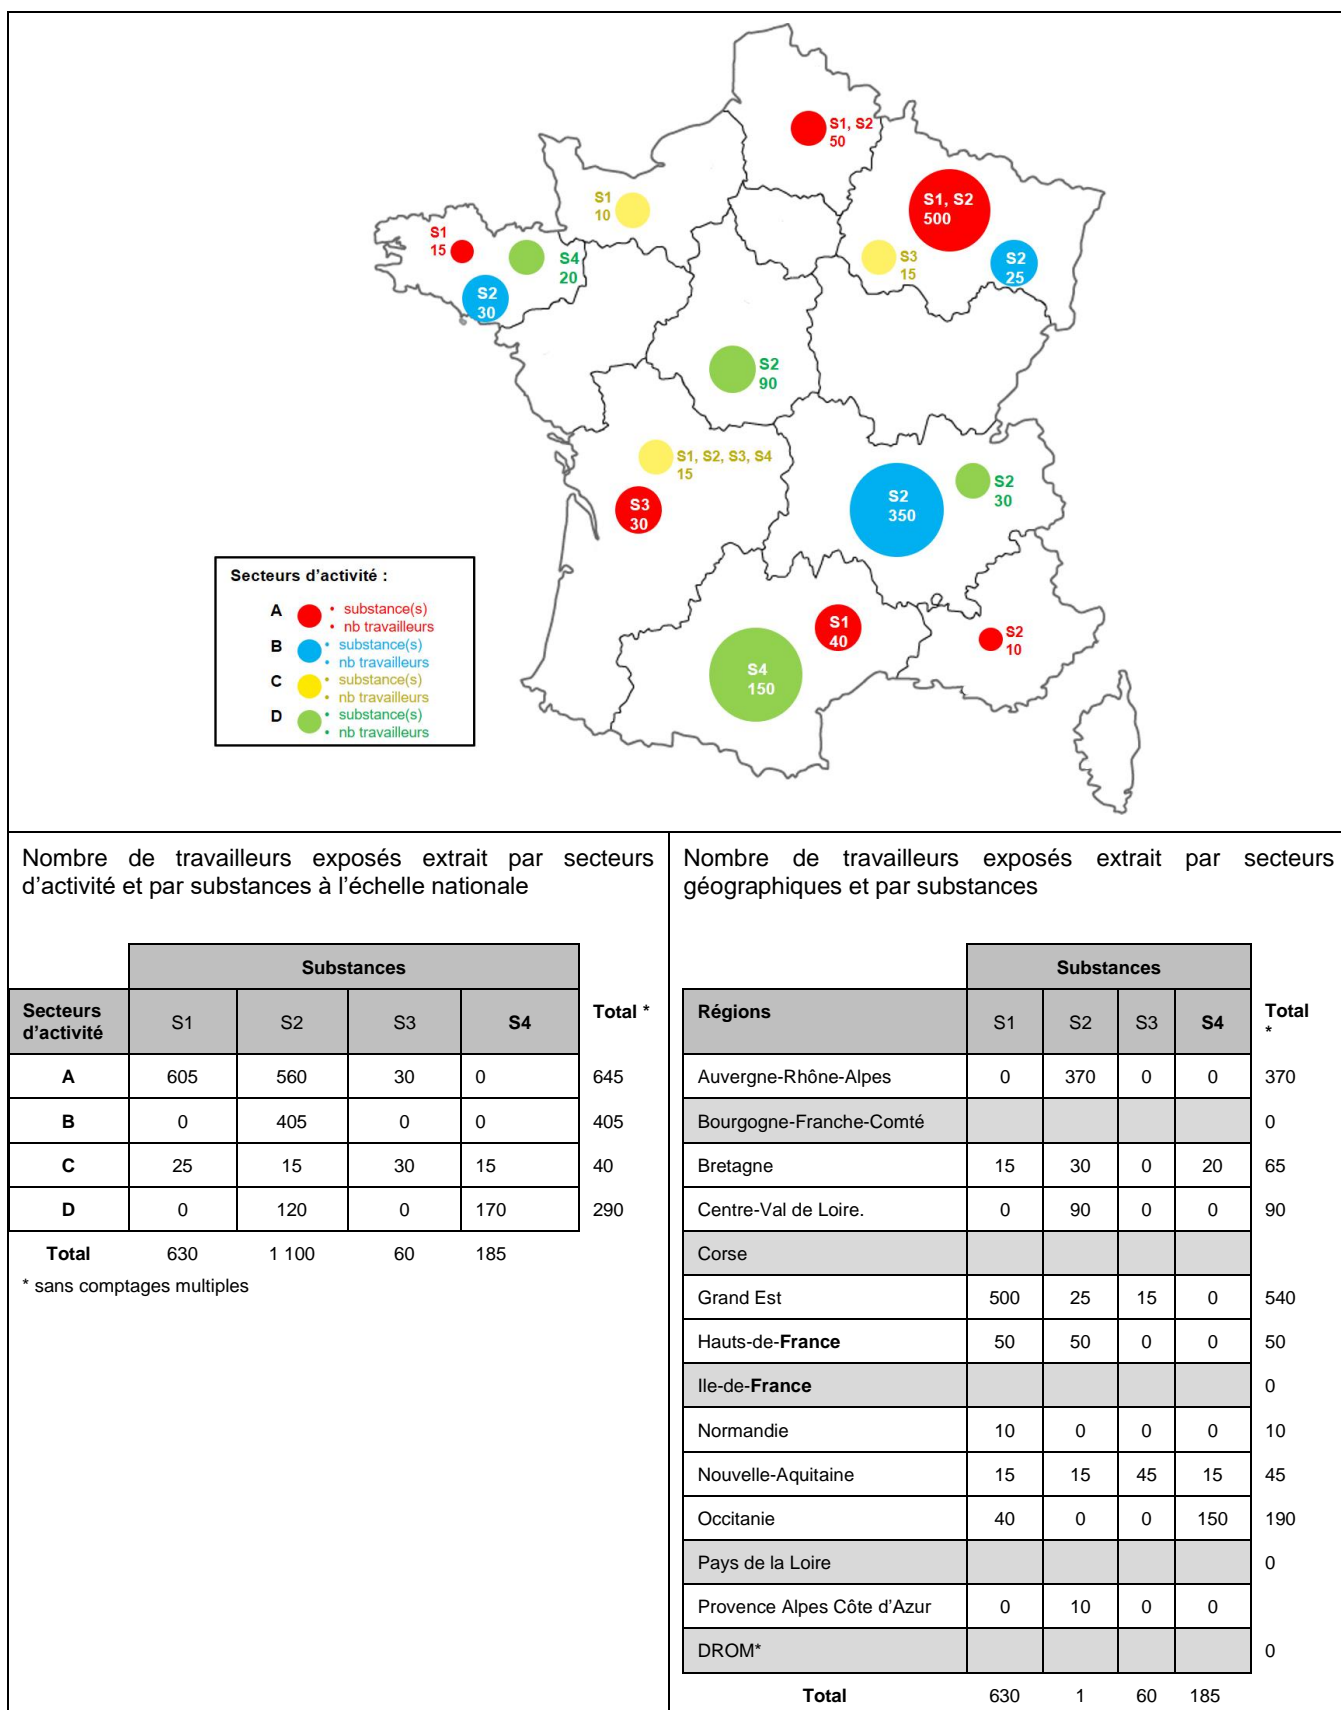 S1, S2
50
S1
10
S1, S2
500
S1
15
S4
20
S3
15
S2
25
S2
30
S2
90
S1, S2, S3, S4
15
S3
30
S2
350
S2
30
S1
40
S2
10
S4
150
Secteurs d'activité :
A • substance(s)
• nb travailleurs
B • substance(s)
• nb travailleurs
C • substance(s)
• nb travailleurs
D • substance(s)
• nb travailleurs
Nombre de travailleurs exposés extrait par secteurs
d'activité et par substances à l'échelle nationale
Substances
Secteurs d'activité S1 S2 S3 S4 Total *
A 605 560 30 0 645
B 0 405 0 0 405
C 25 15 30 15 40
D 0 120 0 170 290
Total 630 1 100 60 185
* sans comptages multiples
Nombre de travailleurs exposés extrait par secteurs
géographiques et par substances
Substances
Régions S1 S2 S3 S4 Total *
Auvergne-Rhône-Alpes 0 370 0 0 370
Bourgogne-Franche-Comté 0
Bretagne 15 30 0 20 65
Centre-Val de Loire. 0 90 0 0 90
Corse
Grand Est 500 25 15 0 540
Hauts-de-France 50 50 0 0 50
Ile-de-France 0
Normandie 10 0 0 0 10
Nouvelle-Aquitaine 15 15 45 15 45
Occitanie 40 0 0 150 190
Pays de la Loire 0
Provence Alpes Côte d'Azur 0 10 0 0
DROM* 0
Total 630 1 60 185